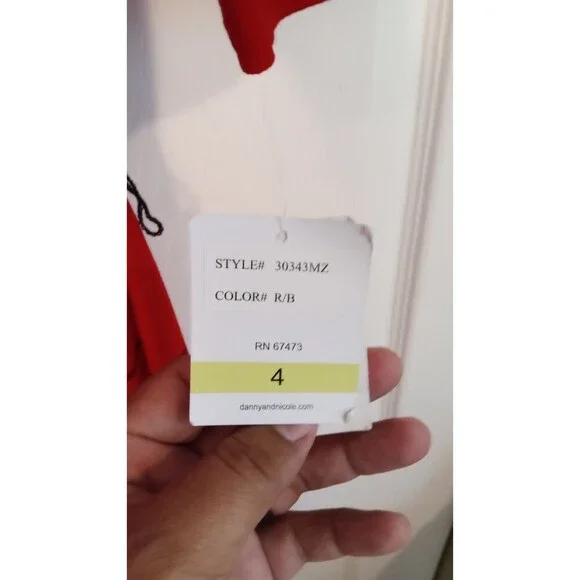 STYLE# 30343MZ
COLOR# R/B
RN 67473
4
dannyandnicole.com